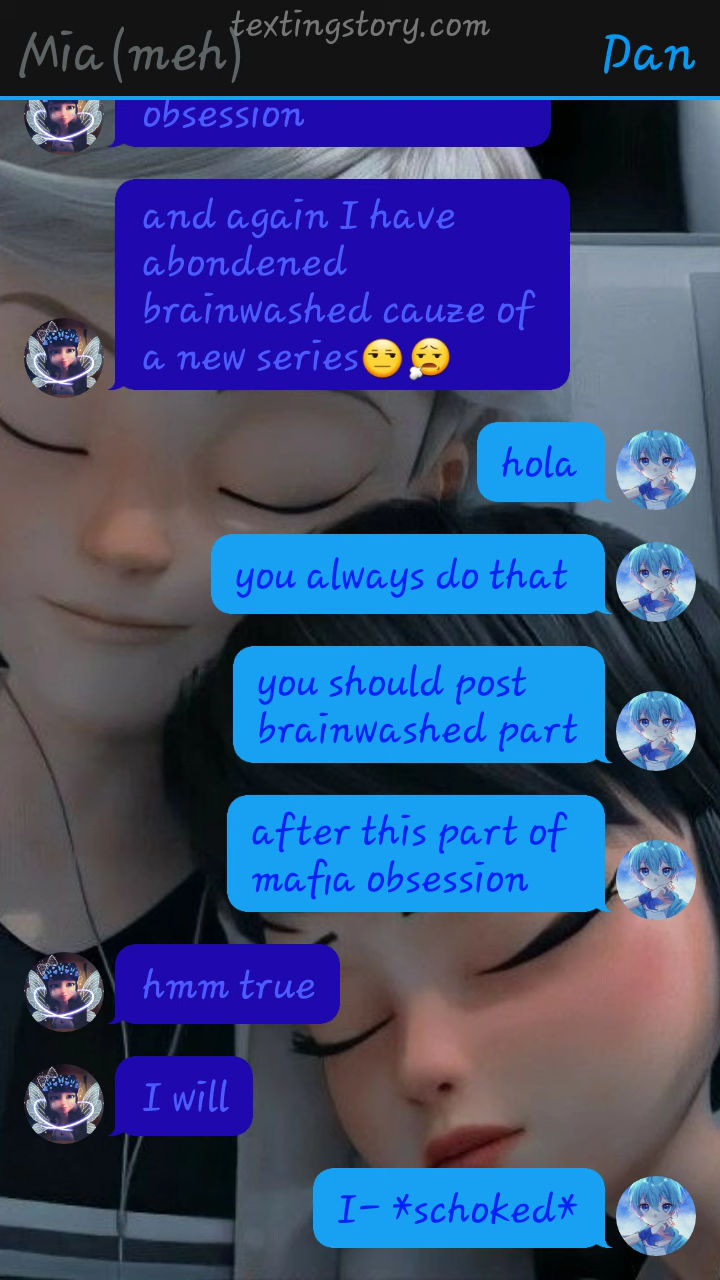 textingstory.com
Mia(meh)
Dan
obsession
and again I have
abondened
brainwashed cauze of
a new series😒😮‍💨
hola
you always do that
you should post
brainwashed part
after this part of
mafia obsession
hmm true
I will
I- *schoked*